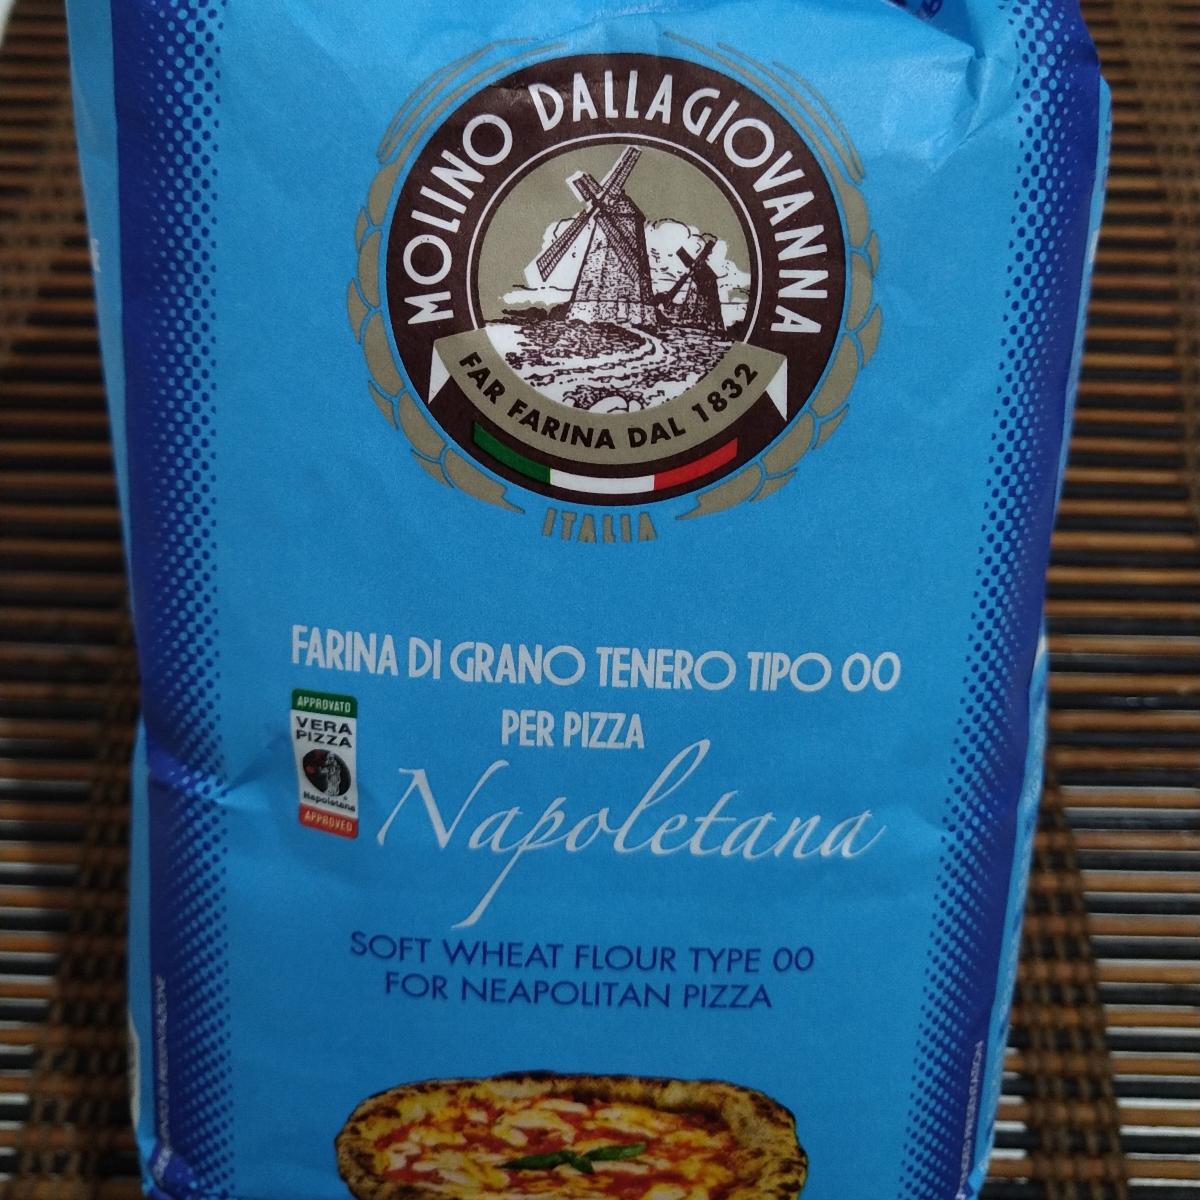 MOLINO DALLAGIOVANNA
FAR FARINA DAL 1832
ITALIA
FARINA DI GRANO TENERO TIPO 00
PER PIZZA
Napoletana
APPROVATO
VERA
PIZZA
Napoletana
APPROVED
SOFT WHEAT FLOUR TYPE 00
FOR NEAPOLITAN PIZZA